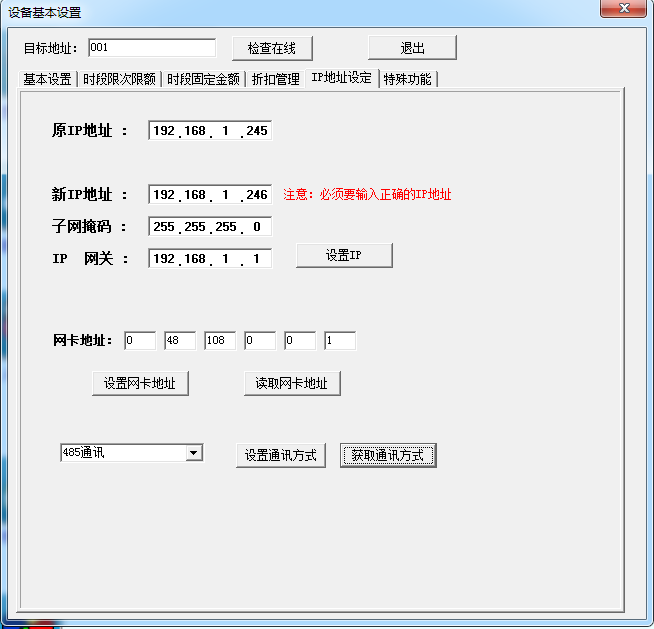 设备基本设置
目标地址: 001 检查在线 退出
基本设置 时段限次限额 时段固定金额 折扣管理 IP地址设定 特殊功能
原IP地址 : 192.168.1.245
新IP地址 : 192.168.1.246 注意: 必须要输入正确的IP地址
子网掩码 : 255.255.255.0
IP 网关 : 192.168.1.1 设置IP
网卡地址: 0 48 108 0 0 1
设置网卡地址 读取网卡地址
485通讯 设置通讯方式 获取通讯方式